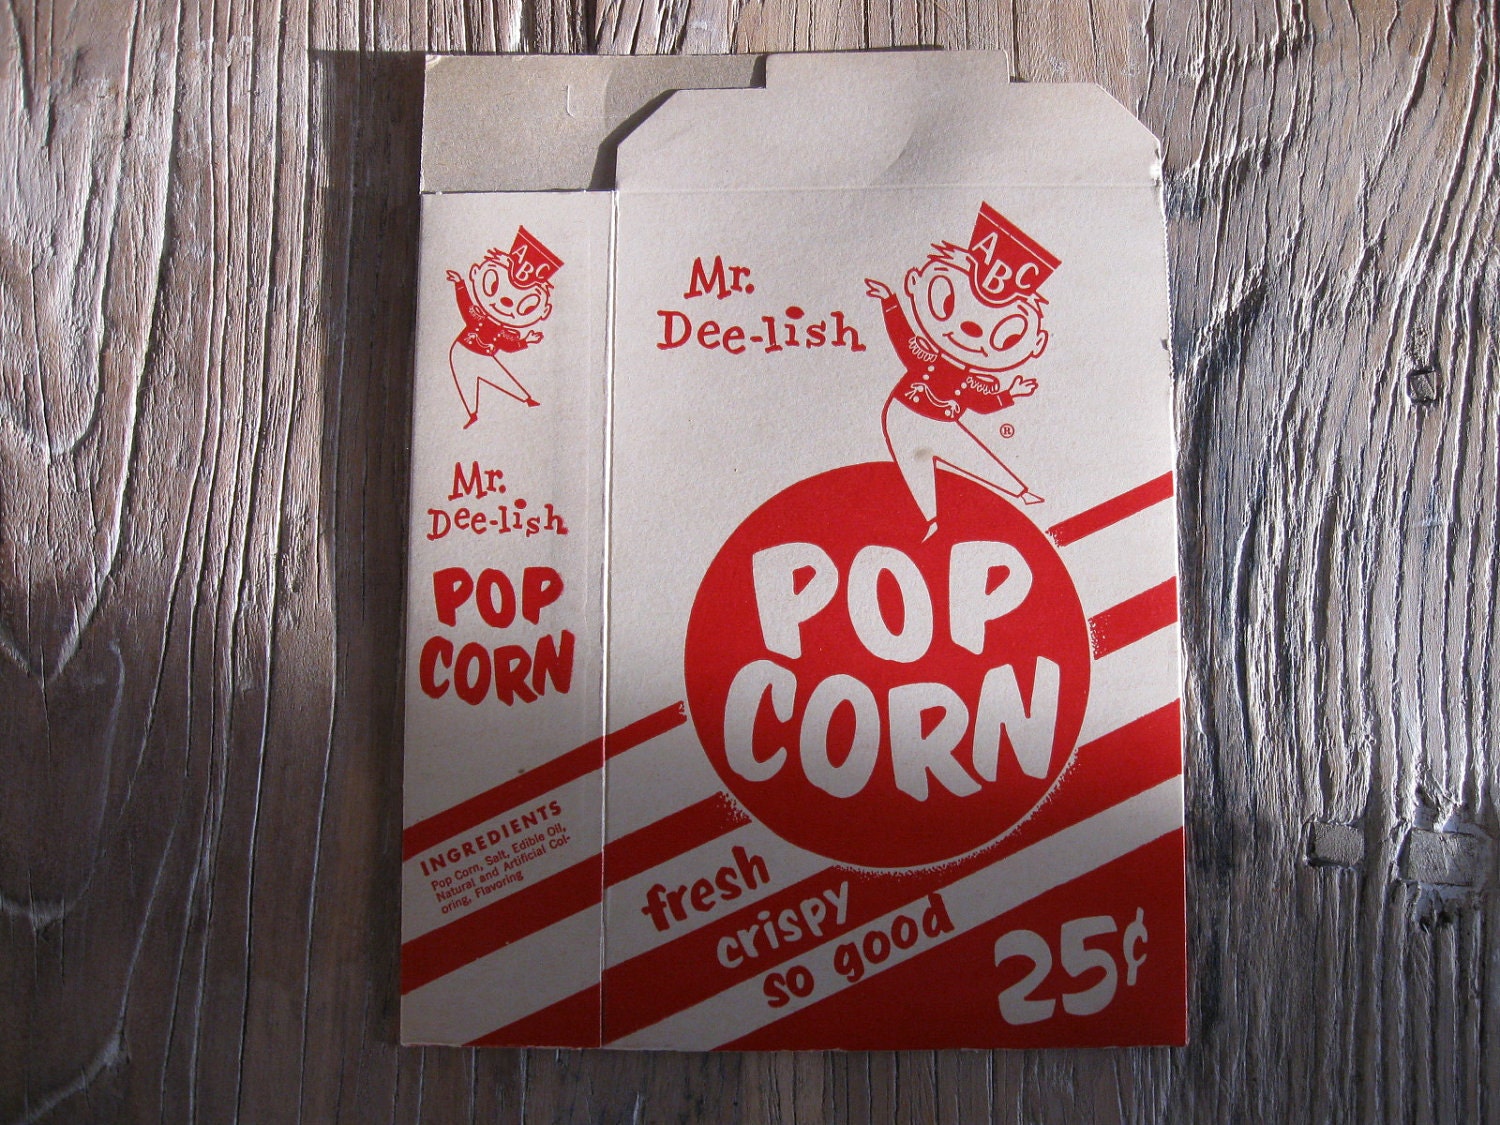 ABC
Mr.
Dee-lish
POP
CORN
INGREDIENTS
Pop Corn, Salt, Edible Oil,
Natural and Artificial Col-
oring, Flavoring
ABC
Mr.
Dee-lish
®
POP
CORN
fresh
crispy
so good
25¢